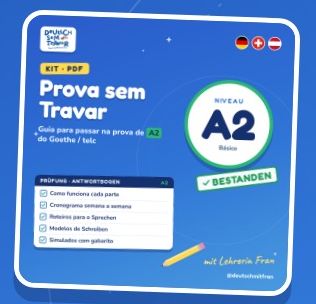 DEUTSCH
SEM
TRAVAR
KIT · PDF
Prova sem
Travar
Guia para passar na prova de A2
do Goethe / telc
NIVEAU
A2
Básico
✓ BESTANDEN
PRÜFUNG · ANTWORTBOGEN A2
Como funciona cada parte
Cronograma semana a semana
Roteiros para o Sprechen
Modelos de Schreiben
Simulados com gabarito
mit Lehrerin Fran
@deutschmitfran